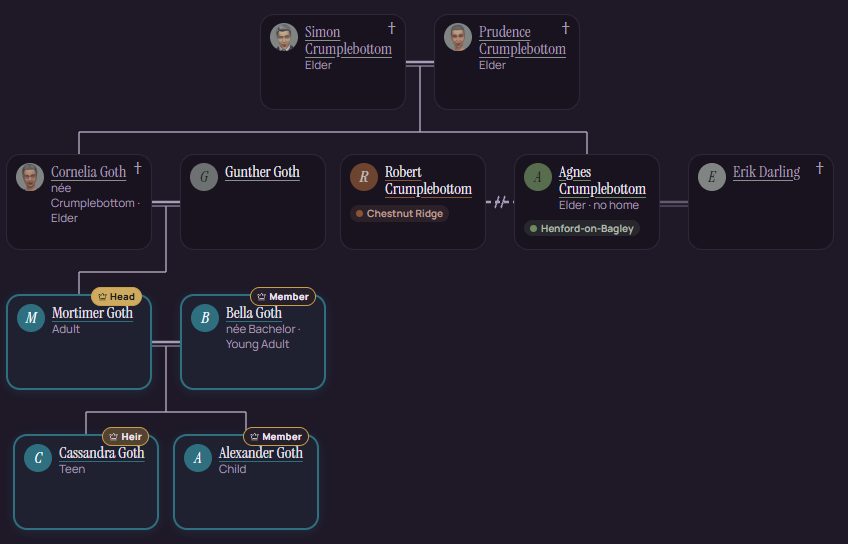 Simon
Crumplebottom
Elder
†
Prudence
Crumplebottom
Elder
†
Cornelia Goth
née
Crumplebottom ·
Elder
†
G
Gunther Goth
R
Robert
Crumplebottom
Chestnut Ridge
A
Agnes
Crumplebottom
Elder · no home
Henford-on-Bagley
E
Erik Darling
†
Head
M
Mortimer Goth
Adult
Member
B
Bella Goth
née Bachelor ·
Young Adult
Heir
C
Cassandra Goth
Teen
Member
A
Alexander Goth
Child